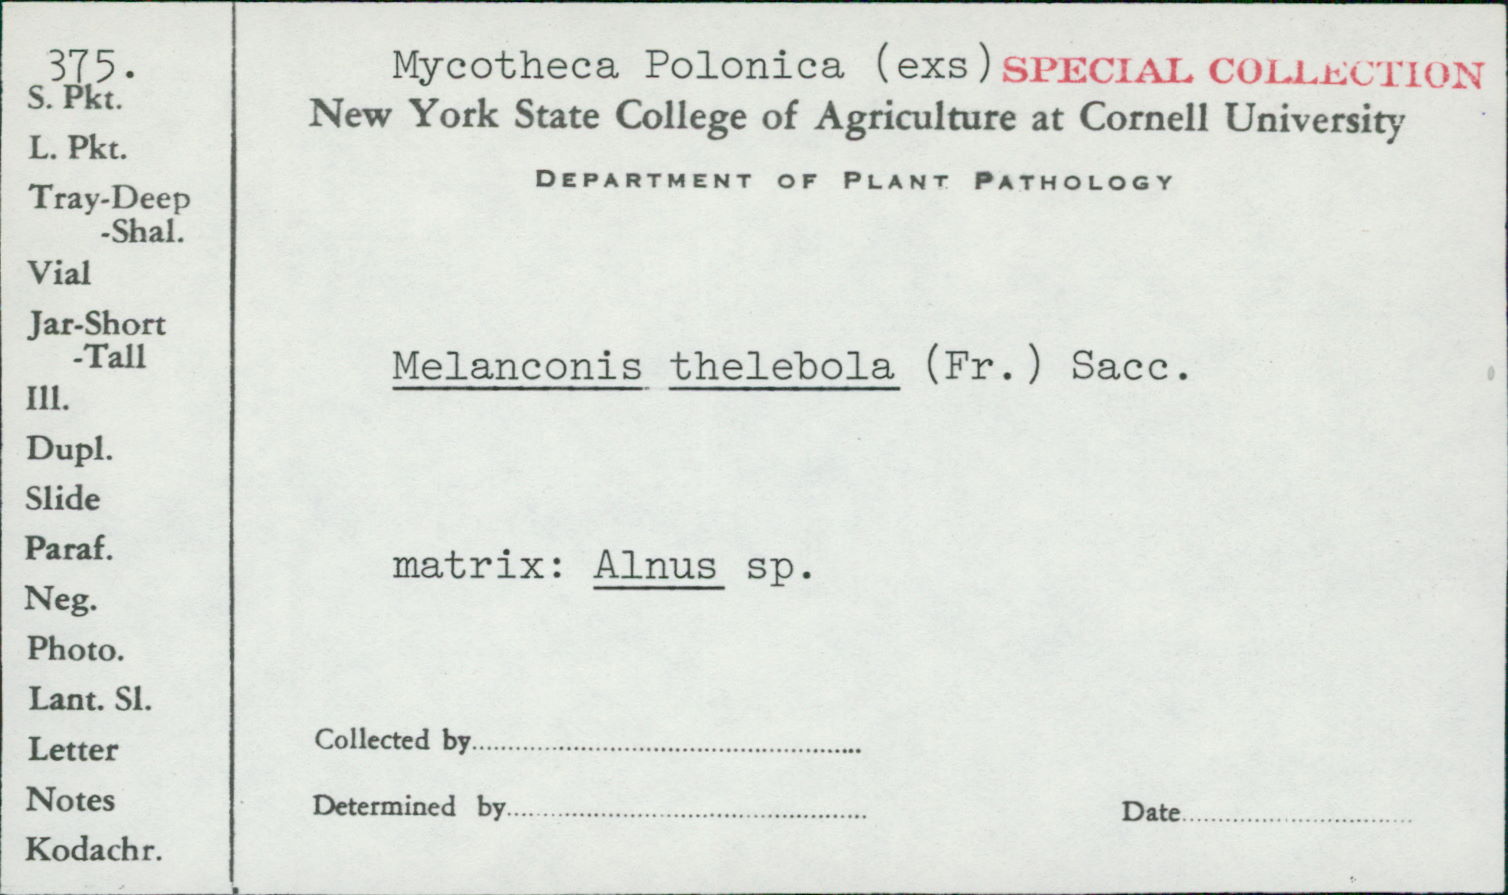 375.
S. Pkt.
L. Pkt.
Tray-Deep
-Shal.
Vial
Jar-Short
-Tall
Ill.
Dupl.
Slide
Paraf.
Neg.
Photo.
Lant. Sl.
Letter
Notes
Kodachr.
Mycotheca Polonica (exs) SPECIAL COLLECTION
New York State College of Agriculture at Cornell University
DEPARTMENT OF PLANT PATHOLOGY
Melanconis thelebola (Fr.) Sacc.
matrix: Alnus sp.
Collected by
Determined by Date